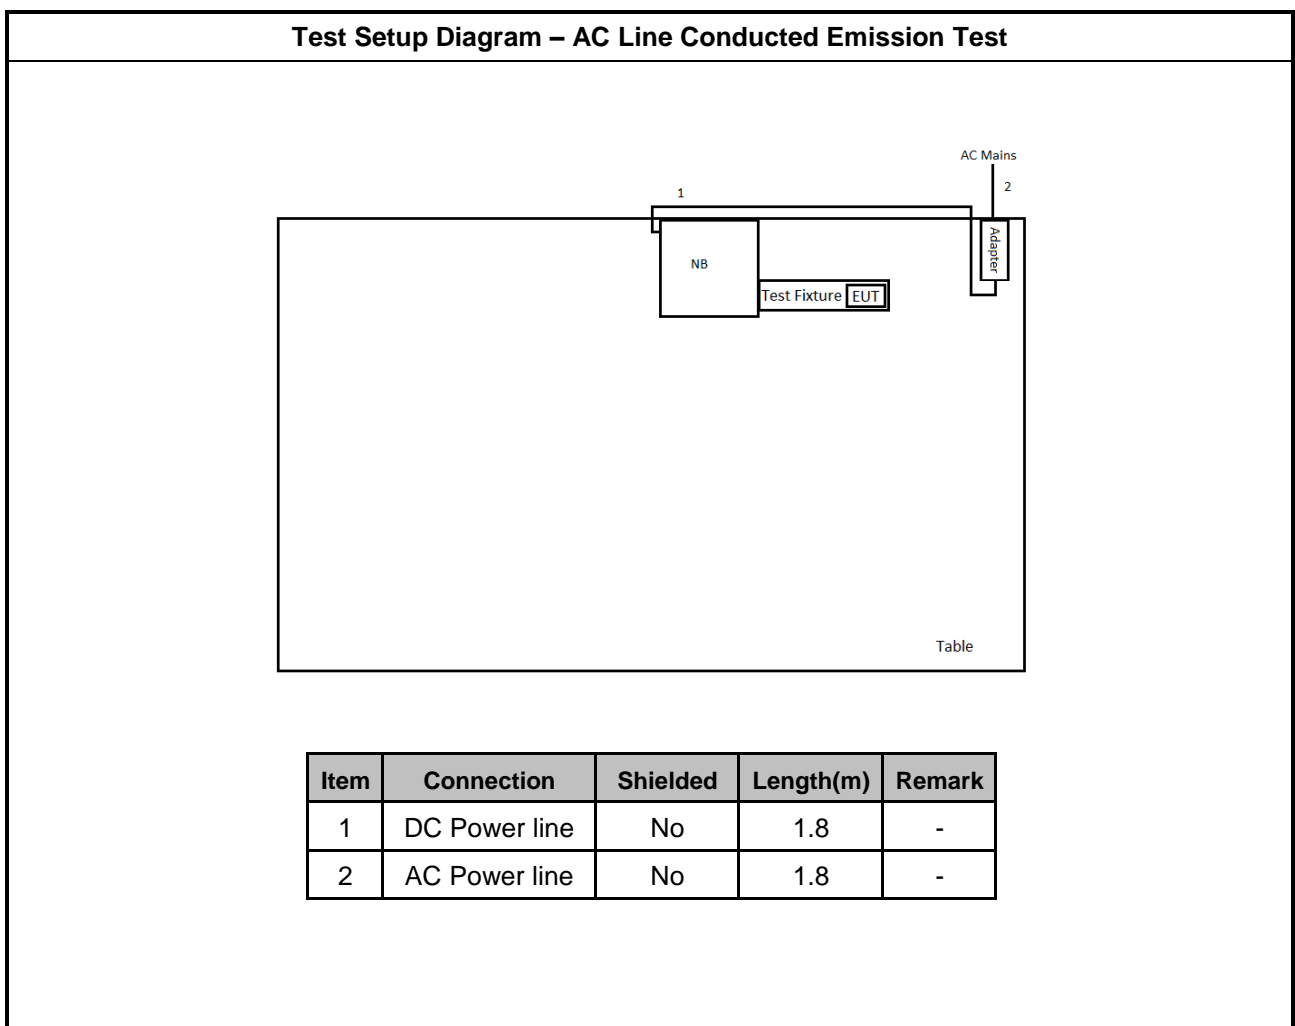 Test Setup Diagram – AC Line Conducted Emission Test
AC Mains
1
2
Adapter
NB
Test Fixture EUT
Table
Item Connection Shielded Length(m) Remark
1 DC Power line No 1.8 -
2 AC Power line No 1.8 -